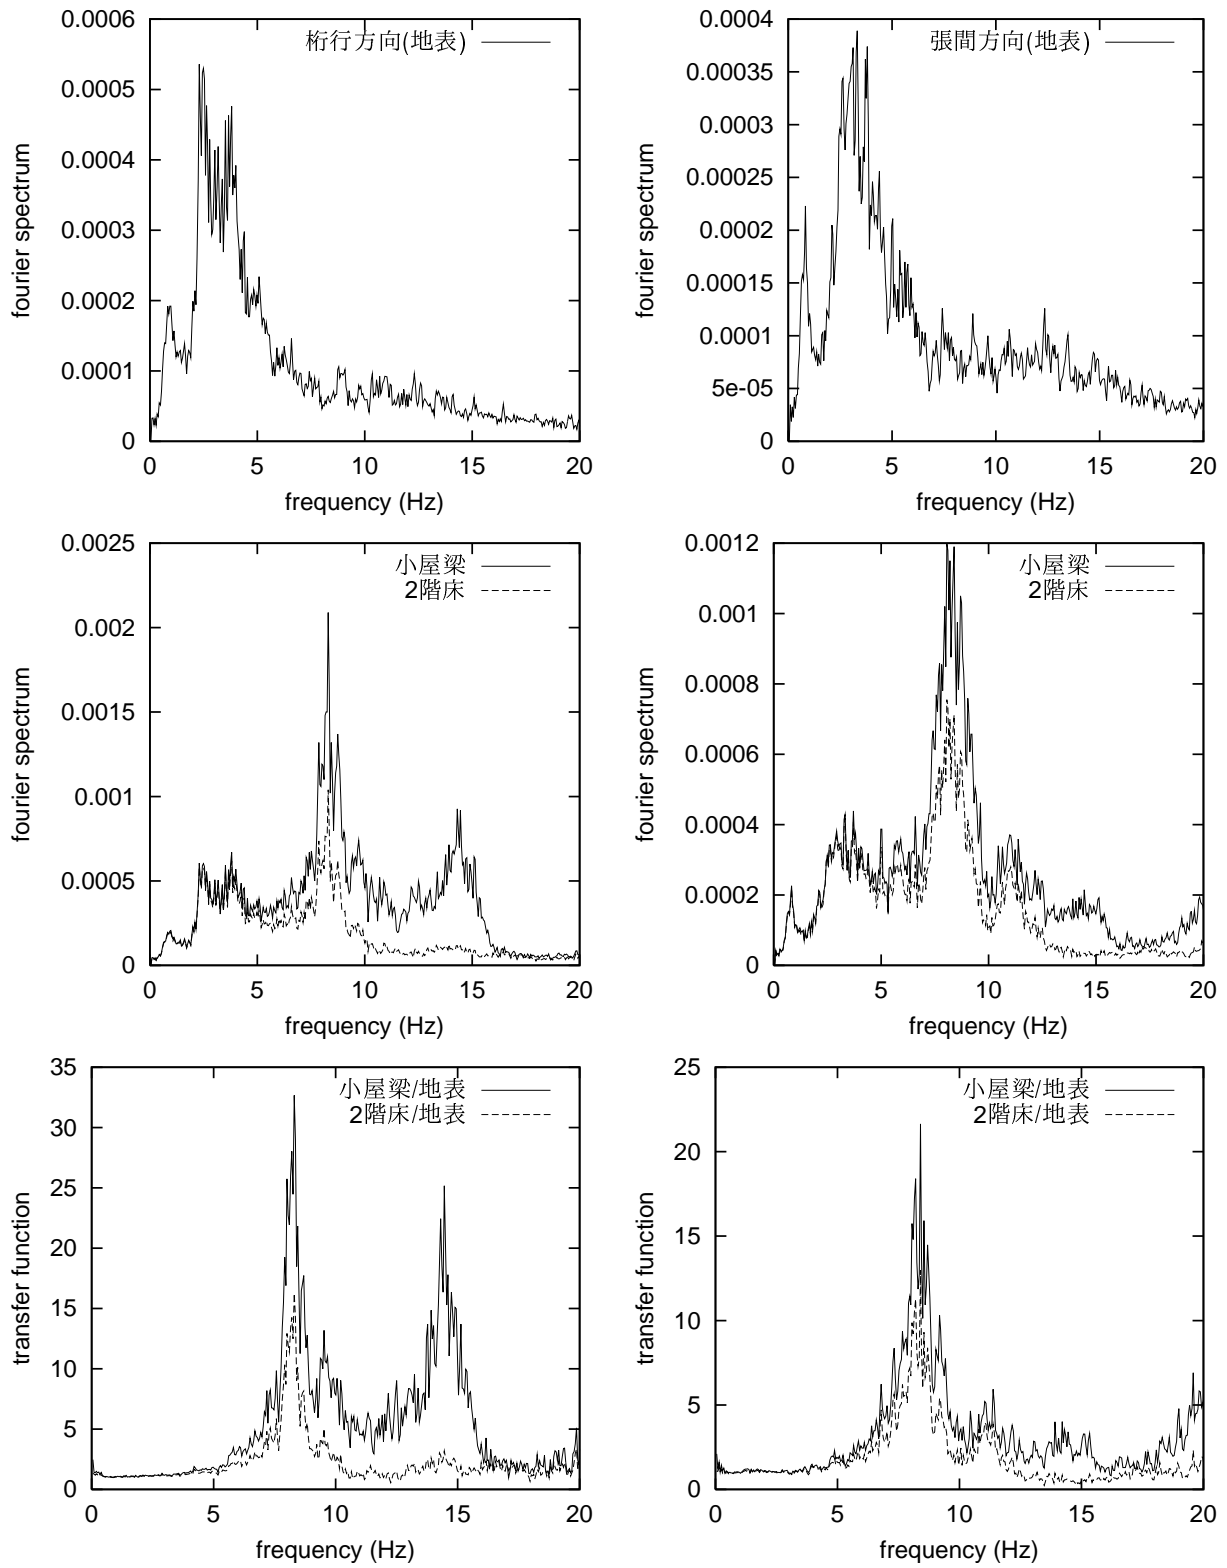 0.0006
0.0005
0.0004
0.0003
0.0002
0.0001
0
fourier spectrum
桁行方向(地表)
0 5 10 15 20
frequency (Hz)
0.0004
0.00035
0.0003
0.00025
0.0002
0.00015
0.0001
5e-05
0
fourier spectrum
張間方向(地表)
0 5 10 15 20
frequency (Hz)
0.0025
0.002
0.0015
0.001
0.0005
0
fourier spectrum
小屋梁
2階床
0 5 10 15 20
frequency (Hz)
0.0012
0.001
0.0008
0.0006
0.0004
0.0002
0
fourier spectrum
小屋梁
2階床
0 5 10 15 20
frequency (Hz)
35
30
25
20
15
10
5
0
transfer function
小屋梁/地表
2階床/地表
0 5 10 15 20
frequency (Hz)
25
20
15
10
5
0
transfer function
小屋梁/地表
2階床/地表
0 5 10 15 20
frequency (Hz)